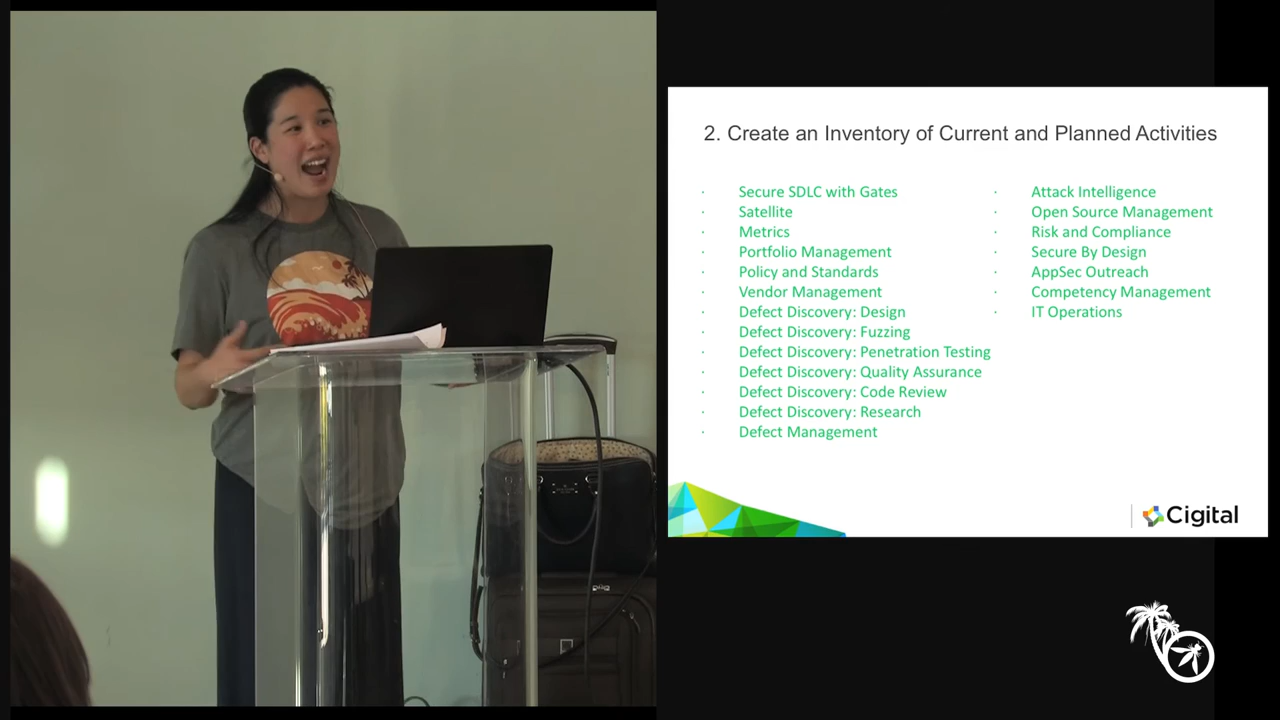 2. Create an Inventory of Current and Planned Activities
· Secure SDLC with Gates
· Satellite
· Metrics
· Portfolio Management
· Policy and Standards
· Vendor Management
· Defect Discovery: Design
· Defect Discovery: Fuzzing
· Defect Discovery: Penetration Testing
· Defect Discovery: Quality Assurance
· Defect Discovery: Code Review
· Defect Discovery: Research
· Defect Management
· Attack Intelligence
· Open Source Management
· Risk and Compliance
· Secure By Design
· AppSec Outreach
· Competency Management
· IT Operations
Cigital